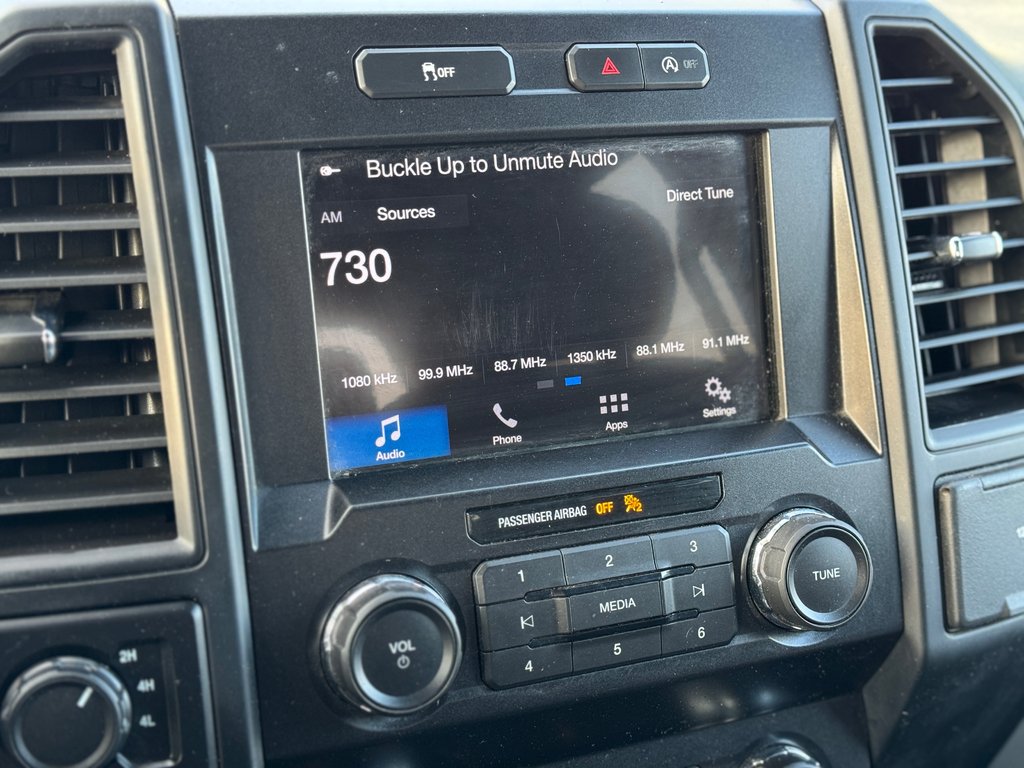 OFF
OFF
Buckle Up to Unmute Audio
AM Sources Direct Tune
730
1080 kHz 99.9 MHz 88.7 MHz 1350 kHz 88.1 MHz 91.1 MHz
Audio Phone Apps Settings
PASSENGER AIRBAG OFF 2
1 2 3
MEDIA
4 5 6
VOL
TUNE
2H
4H
4L